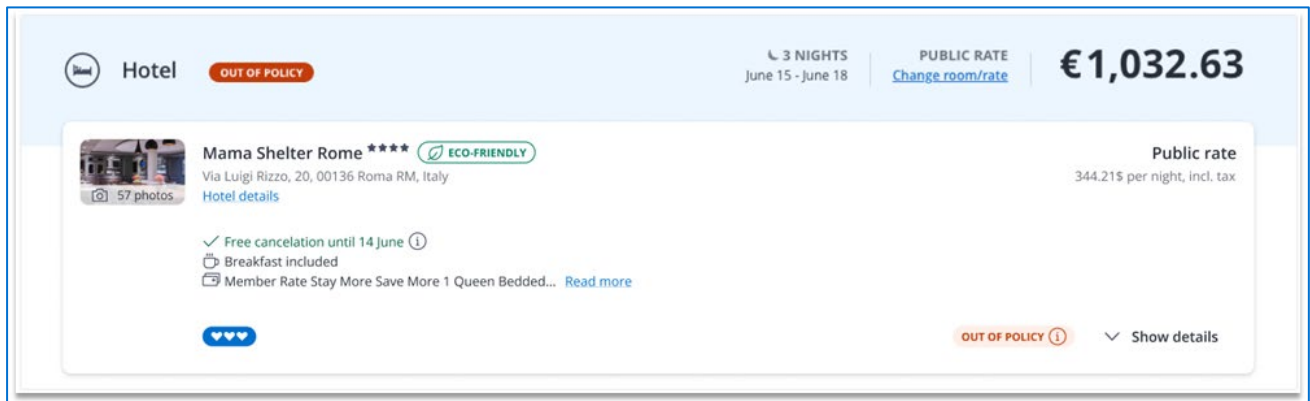 Hotel OUT OF POLICY
3 NIGHTS
June 15 - June 18
PUBLIC RATE
Change room/rate
€1,032.63
57 photos
Mama Shelter Rome **** ECO-FRIENDLY
Via Luigi Rizzo, 20, 00136 Roma RM, Italy
Hotel details
Public rate
344.21$ per night, incl. tax
Free cancelation until 14 June
Breakfast included
Member Rate Stay More Save More 1 Queen Bedded... Read more
OUT OF POLICY
Show details